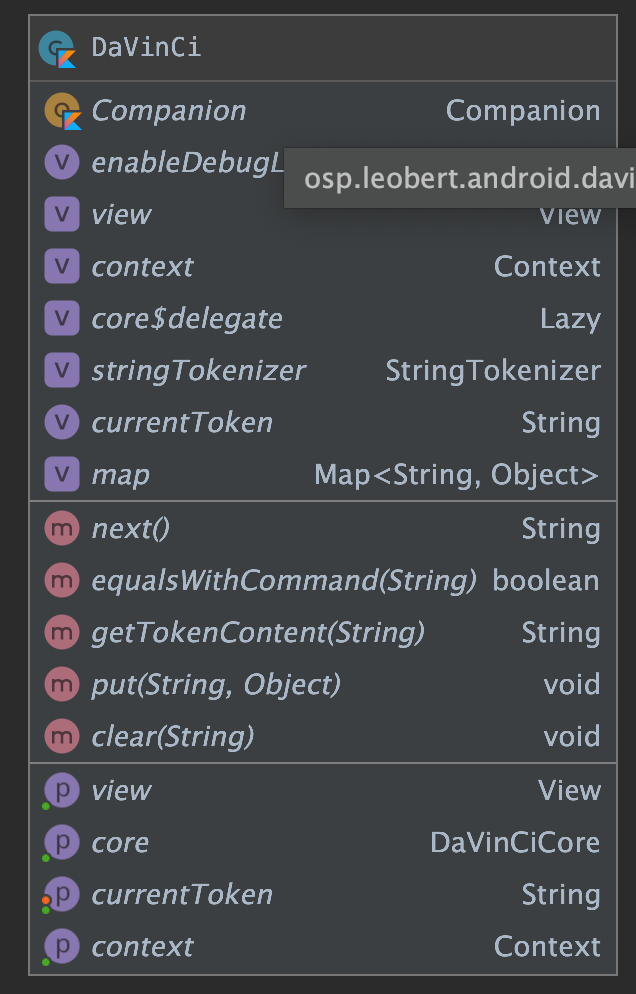 DaVinCi
Companion Companion
enableDebugL
osp.leobert.android.davi
view View
context Context
core$delegate Lazy
stringTokenizer StringTokenizer
currentToken String
map Map<String, Object>
next() String
equalsWithCommand(String) boolean
getTokenContent(String) String
put(String, Object) void
clear(String) void
view View
core DaVinCiCore
currentToken String
context Context